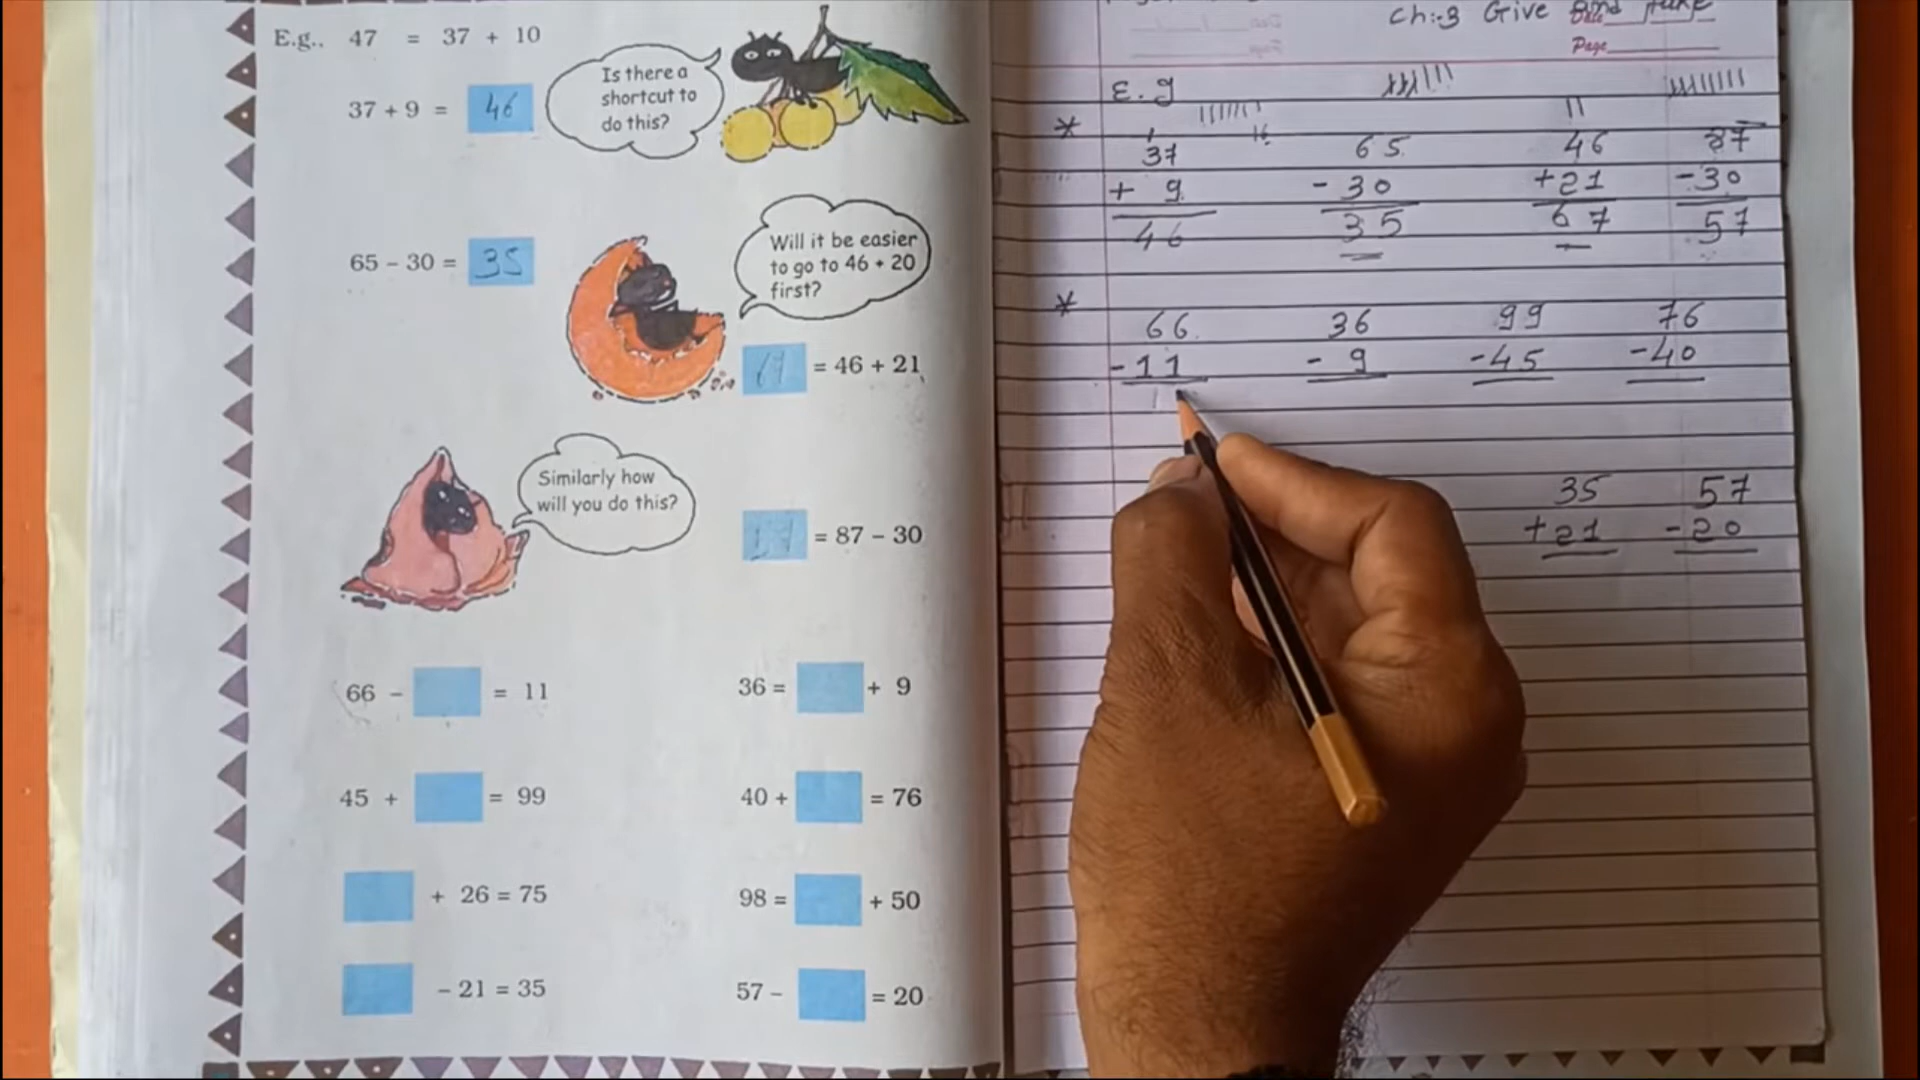 E.g.. 47 = 37 + 10
37 + 9 = 46
Is there a
shortcut to
do this?
65 – 30 = 35
Will it be easier
to go to 46 + 20
first?
= 46 + 21
Similarly how
will you do this?
= 87 – 30
66 – = 11
36 = + 9
45 + = 99
40 + = 76
+ 26 = 75
98 = + 50
– 21 = 35
57 – = 20
Ch:-3 Give and
Date
Page
E.g
37 65 46 87
+ 9 - 30 +21 -30
46 35 67 57
66 36 99 76
-11 - 9 -45 -40
35 57
+21 -20